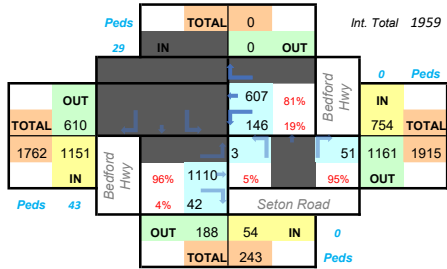 Peds TOTAL 0 Int. Total 1959
29 IN 0 OUT
0 Peds
OUT 607 81% Bedford Hwy IN
TOTAL 610 146 19% 754 TOTAL
1762 1151 3 51 1161 1915
IN Bedford Hwy 96% 1110 5% 95% OUT
Peds 43 4% 42 Seton Road
OUT 188 54 IN 0
TOTAL 243 Peds